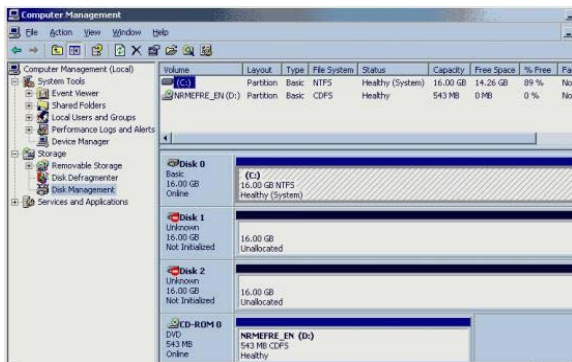 Computer Management
File Action View Window Help
Computer Management (Local)
System Tools
Event Viewer
Shared Folders
Local Users and Groups
Performance Logs and Alerts
Device Manager
Storage
Removable Storage
Disk Defragmenter
Disk Management
Services and Applications
Volume Layout Type File System Status Capacity Free Space % Free Fa
(C:) Partition Basic NTFS Healthy (System) 16.00 GB 14.26 GB 89 % No
NRMEFRE_EN (D:) Partition Basic CDFS Healthy 543 MB 0 MB 0 % No
Disk 0
Basic
16.00 GB
Online
(C:)
16.00 GB NTFS
Healthy (System)
Disk 1
Unknown
16.00 GB
Not Initialized
16.00 GB
Unallocated
Disk 2
Unknown
16.00 GB
Not Initialized
16.00 GB
Unallocated
CD-ROM 0
DVD
543 MB
Online
NRMEFRE_EN (D:)
543 MB CDFS
Healthy